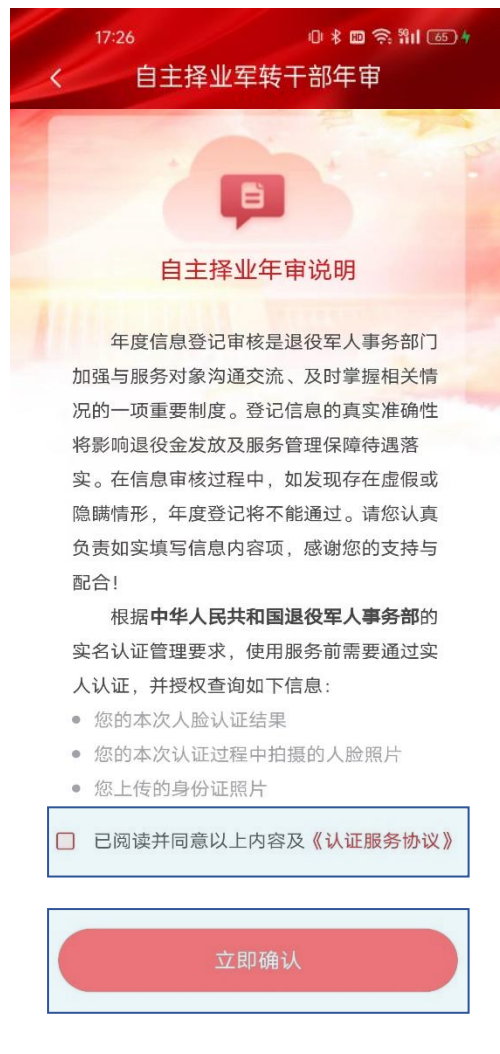 17:26
HD 5G 65
自主择业军转干部年审
自主择业年审说明
年度信息登记审核是退役军人事务部门
加强与服务对象沟通交流、及时掌握相关情
况的一项重要制度。登记信息的真实准确性
将影响退役金发放及服务管理保障待遇落
实。在信息审核过程中，如发现存在虚假或
隐瞒情形，年度登记将不能通过。请您认真
负责如实填写信息内容项，感谢您的支持与
配合！
根据中华人民共和国退役军人事务部的
实名认证管理要求，使用服务前需要通过实
人认证，并授权查询如下信息：
您的本次人脸认证结果
您的本次认证过程中拍摄的人脸照片
您上传的身份证照片
已阅读并同意以上内容及《认证服务协议》
立即确认